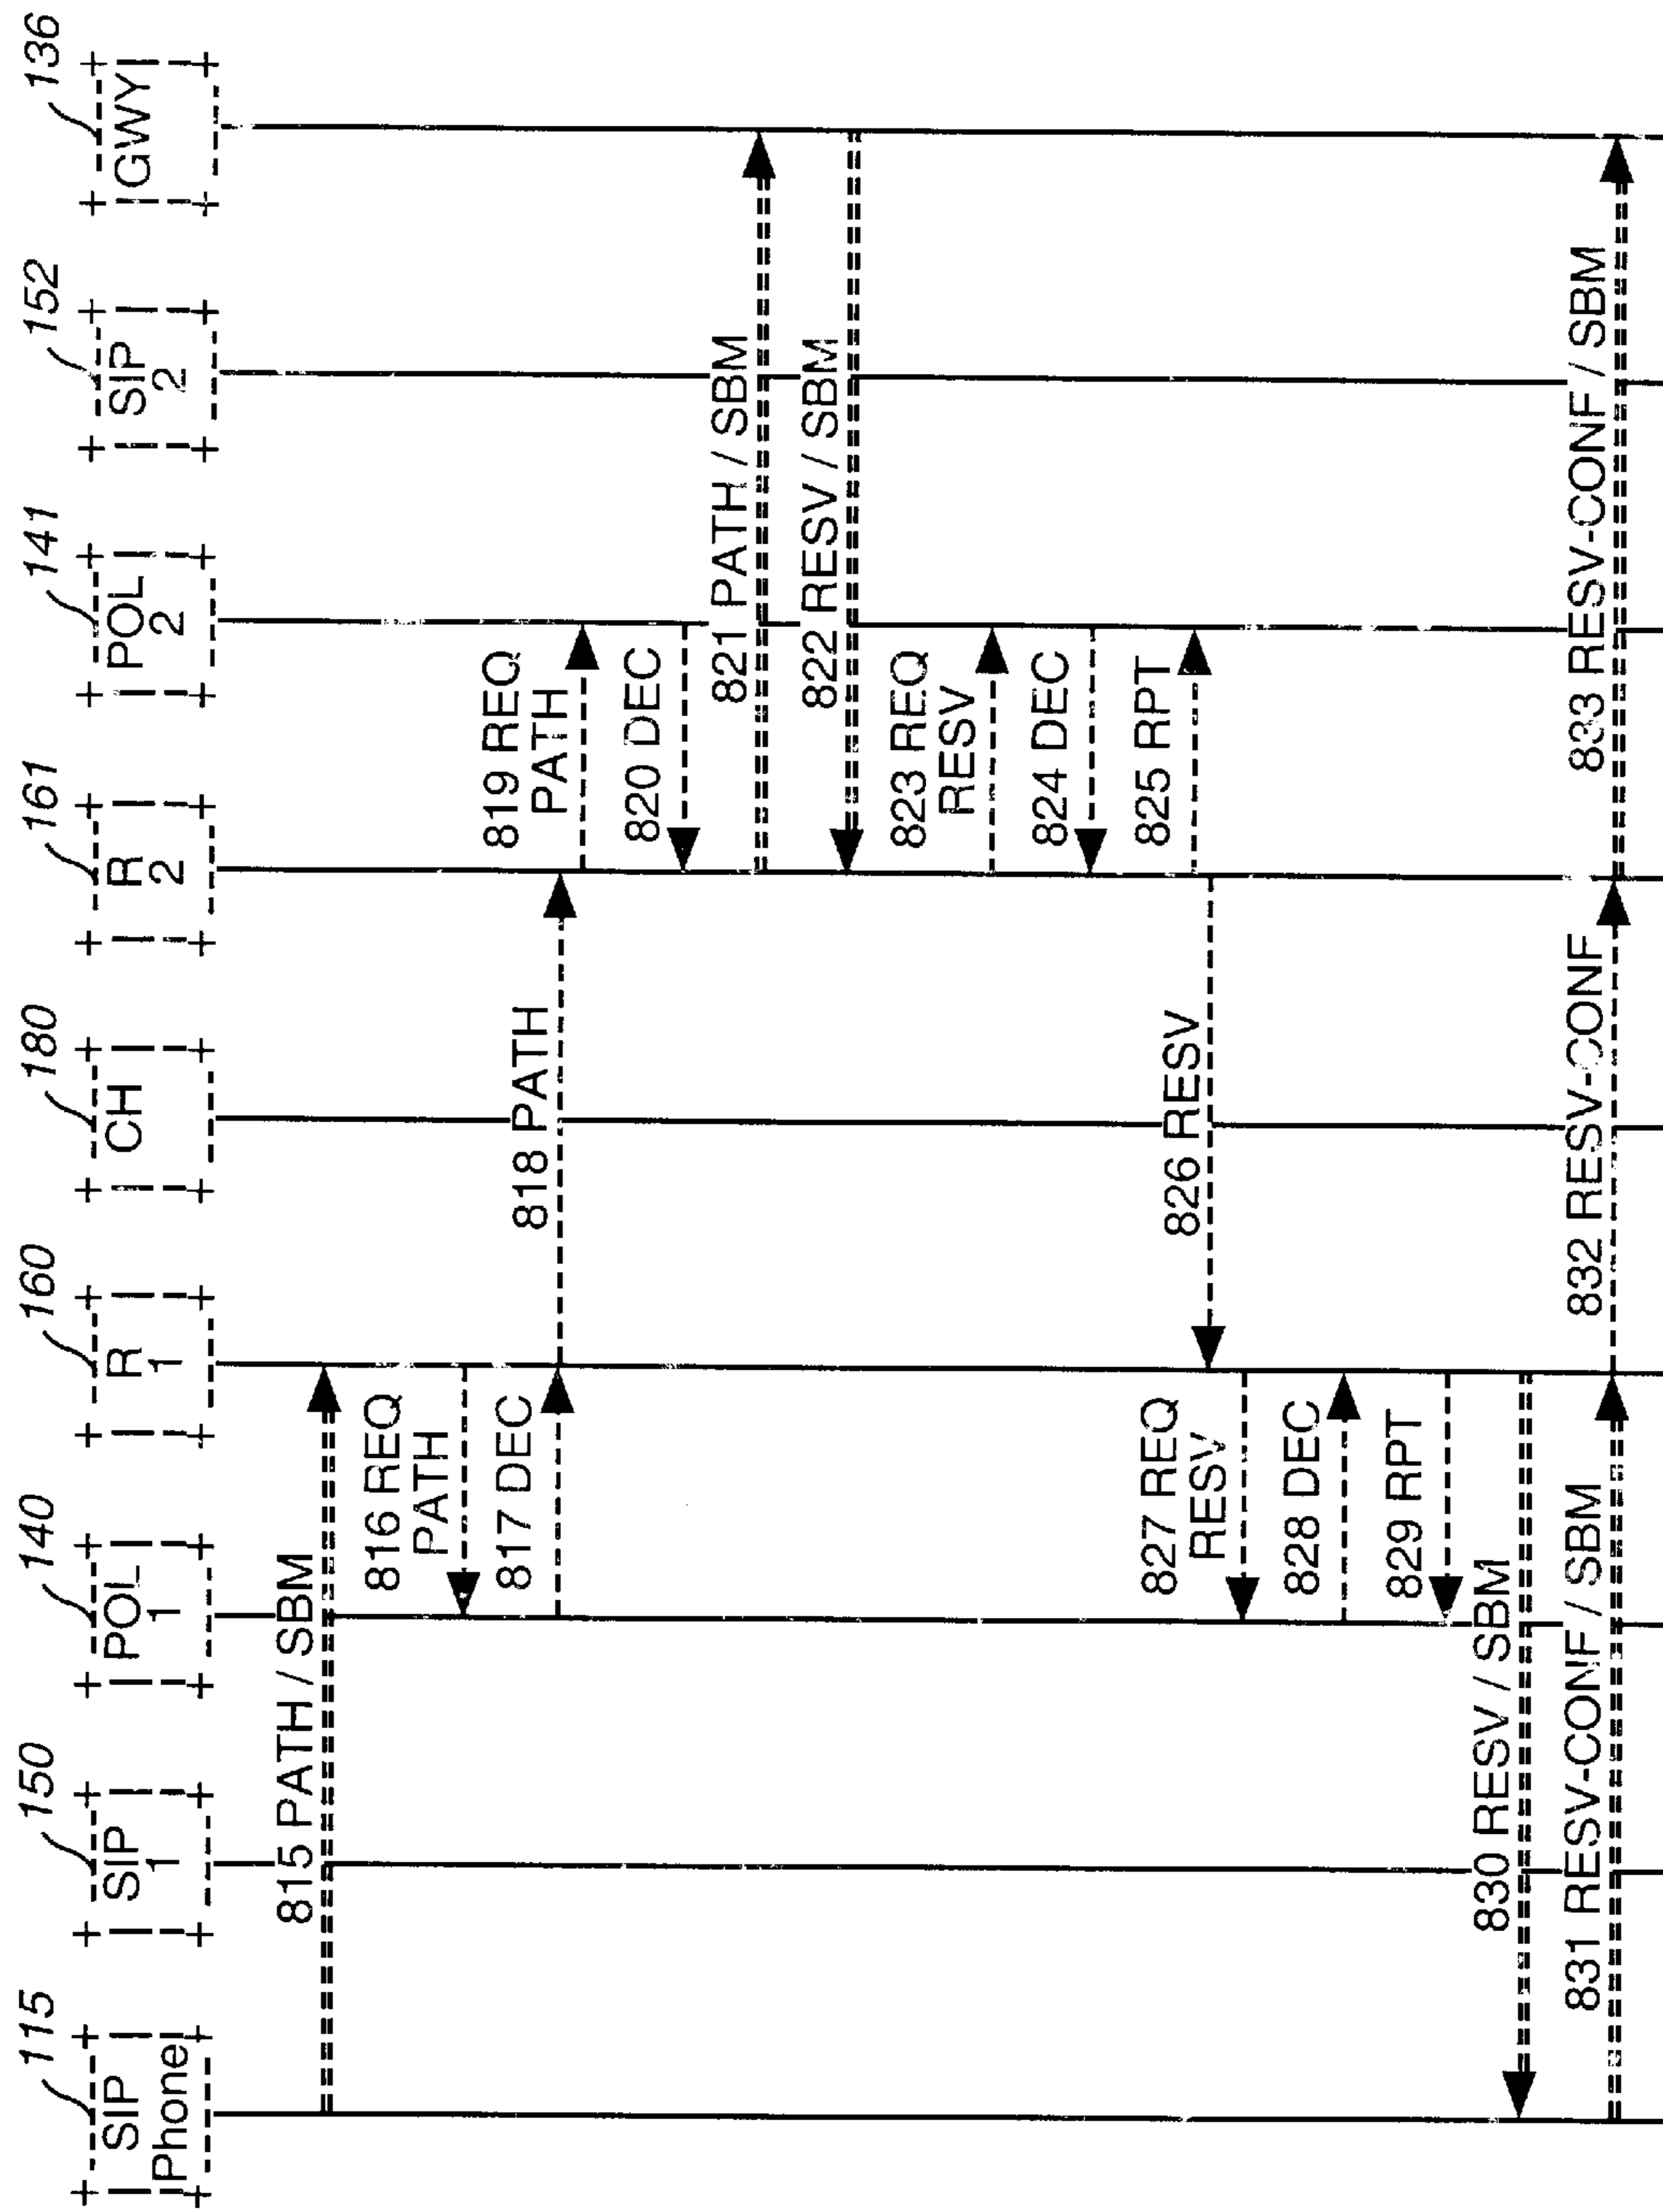 115
150
140
160
180
161
141
152
136
SIP
Phone
SIP
1
POL
1
R
1
CH
R
2
POL
2
SIP
2
GWY
815 PATH / SBM
816 REQ
PATH
817 DEC
818 PATH
819 REQ
PATH
820 DEC
821 PATH / SBM
822 RESV / SBM
823 REQ
RESV
824 DEC
825 RPT
826 RESV
827 REQ
RESV
828 DEC
829 RPT
830 RESV / SBM
831 RESV-CONF / SBM
832 RESV-CONF
833 RESV-CONF / SBM